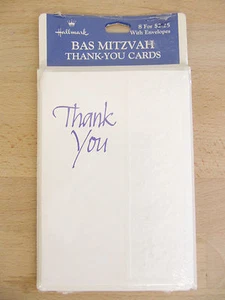 Hallmark
BAS MITZVAH
THANK-YOU CARDS
8 For $2.25
With Envelopes
Thank
You